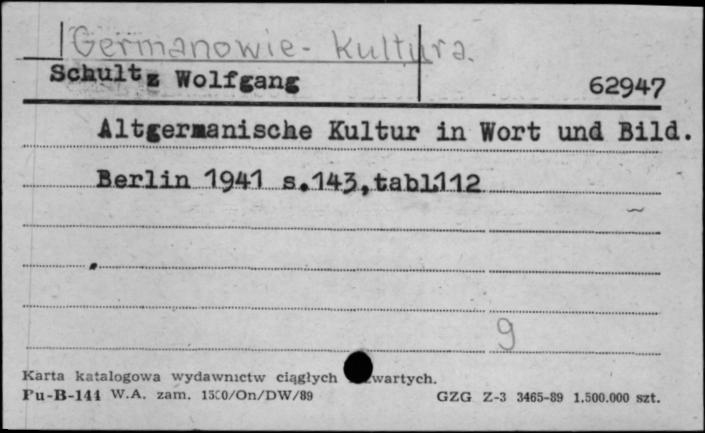 Germanowie - kultura.
Schultz Wolfgang 62947
Altgermanische Kultur in Wort und Bild.
Berlin 1941 s.143,tabl.112
9
Karta katalogowa wydawnictw ciągłych zwartych.
Pu-B-144 W.A. zam. 1500/On/DW/89 GZG Z-3 3465-89 1.500.000 szt.